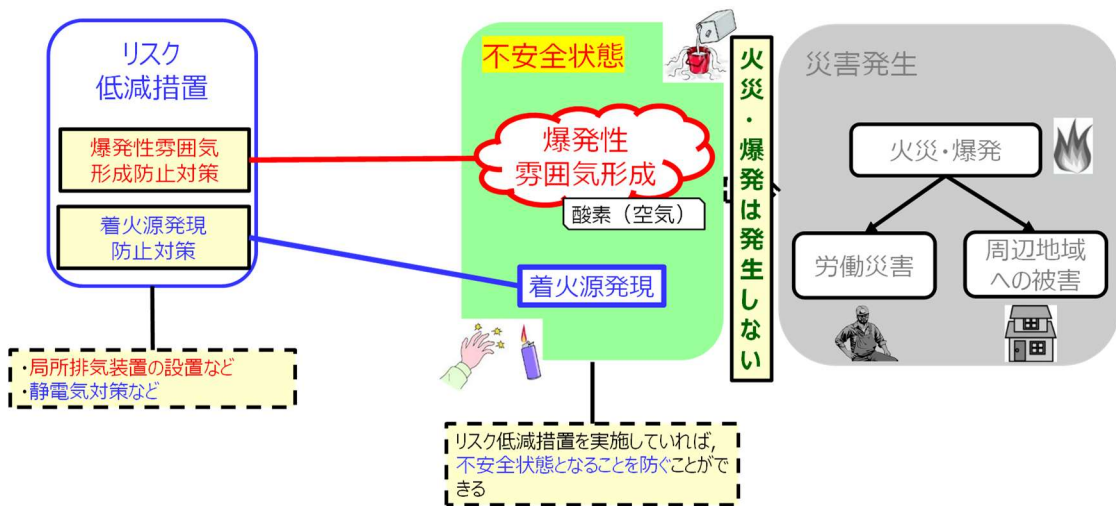 リスク
低減措置
爆発性雰囲気
形成防止対策
着火源発現
防止対策
・局所排気装置の設置など
・静電気対策など
不安全状態
爆発性
雰囲気形成
酸素（空気）
着火源発現
リスク低減措置を実施していれば，
不安全状態となることを防ぐことがで
きる
火災・爆発は発生しない
災害発生
火災・爆発
労働災害
周辺地域
への被害